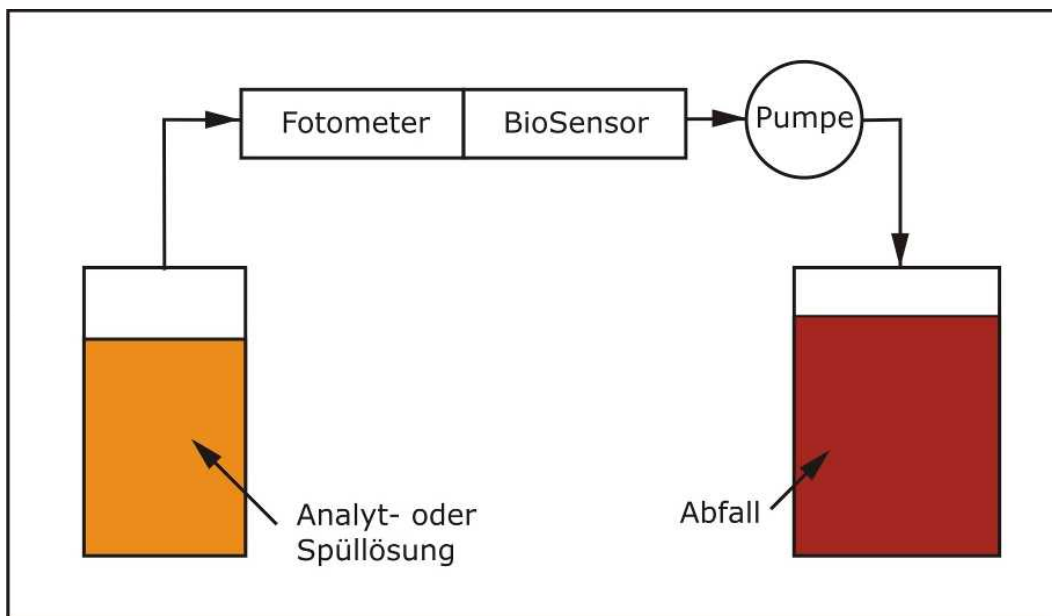 Fotometer
BioSensor
Pumpe
Analyt- oder
Spüllösung
Abfall